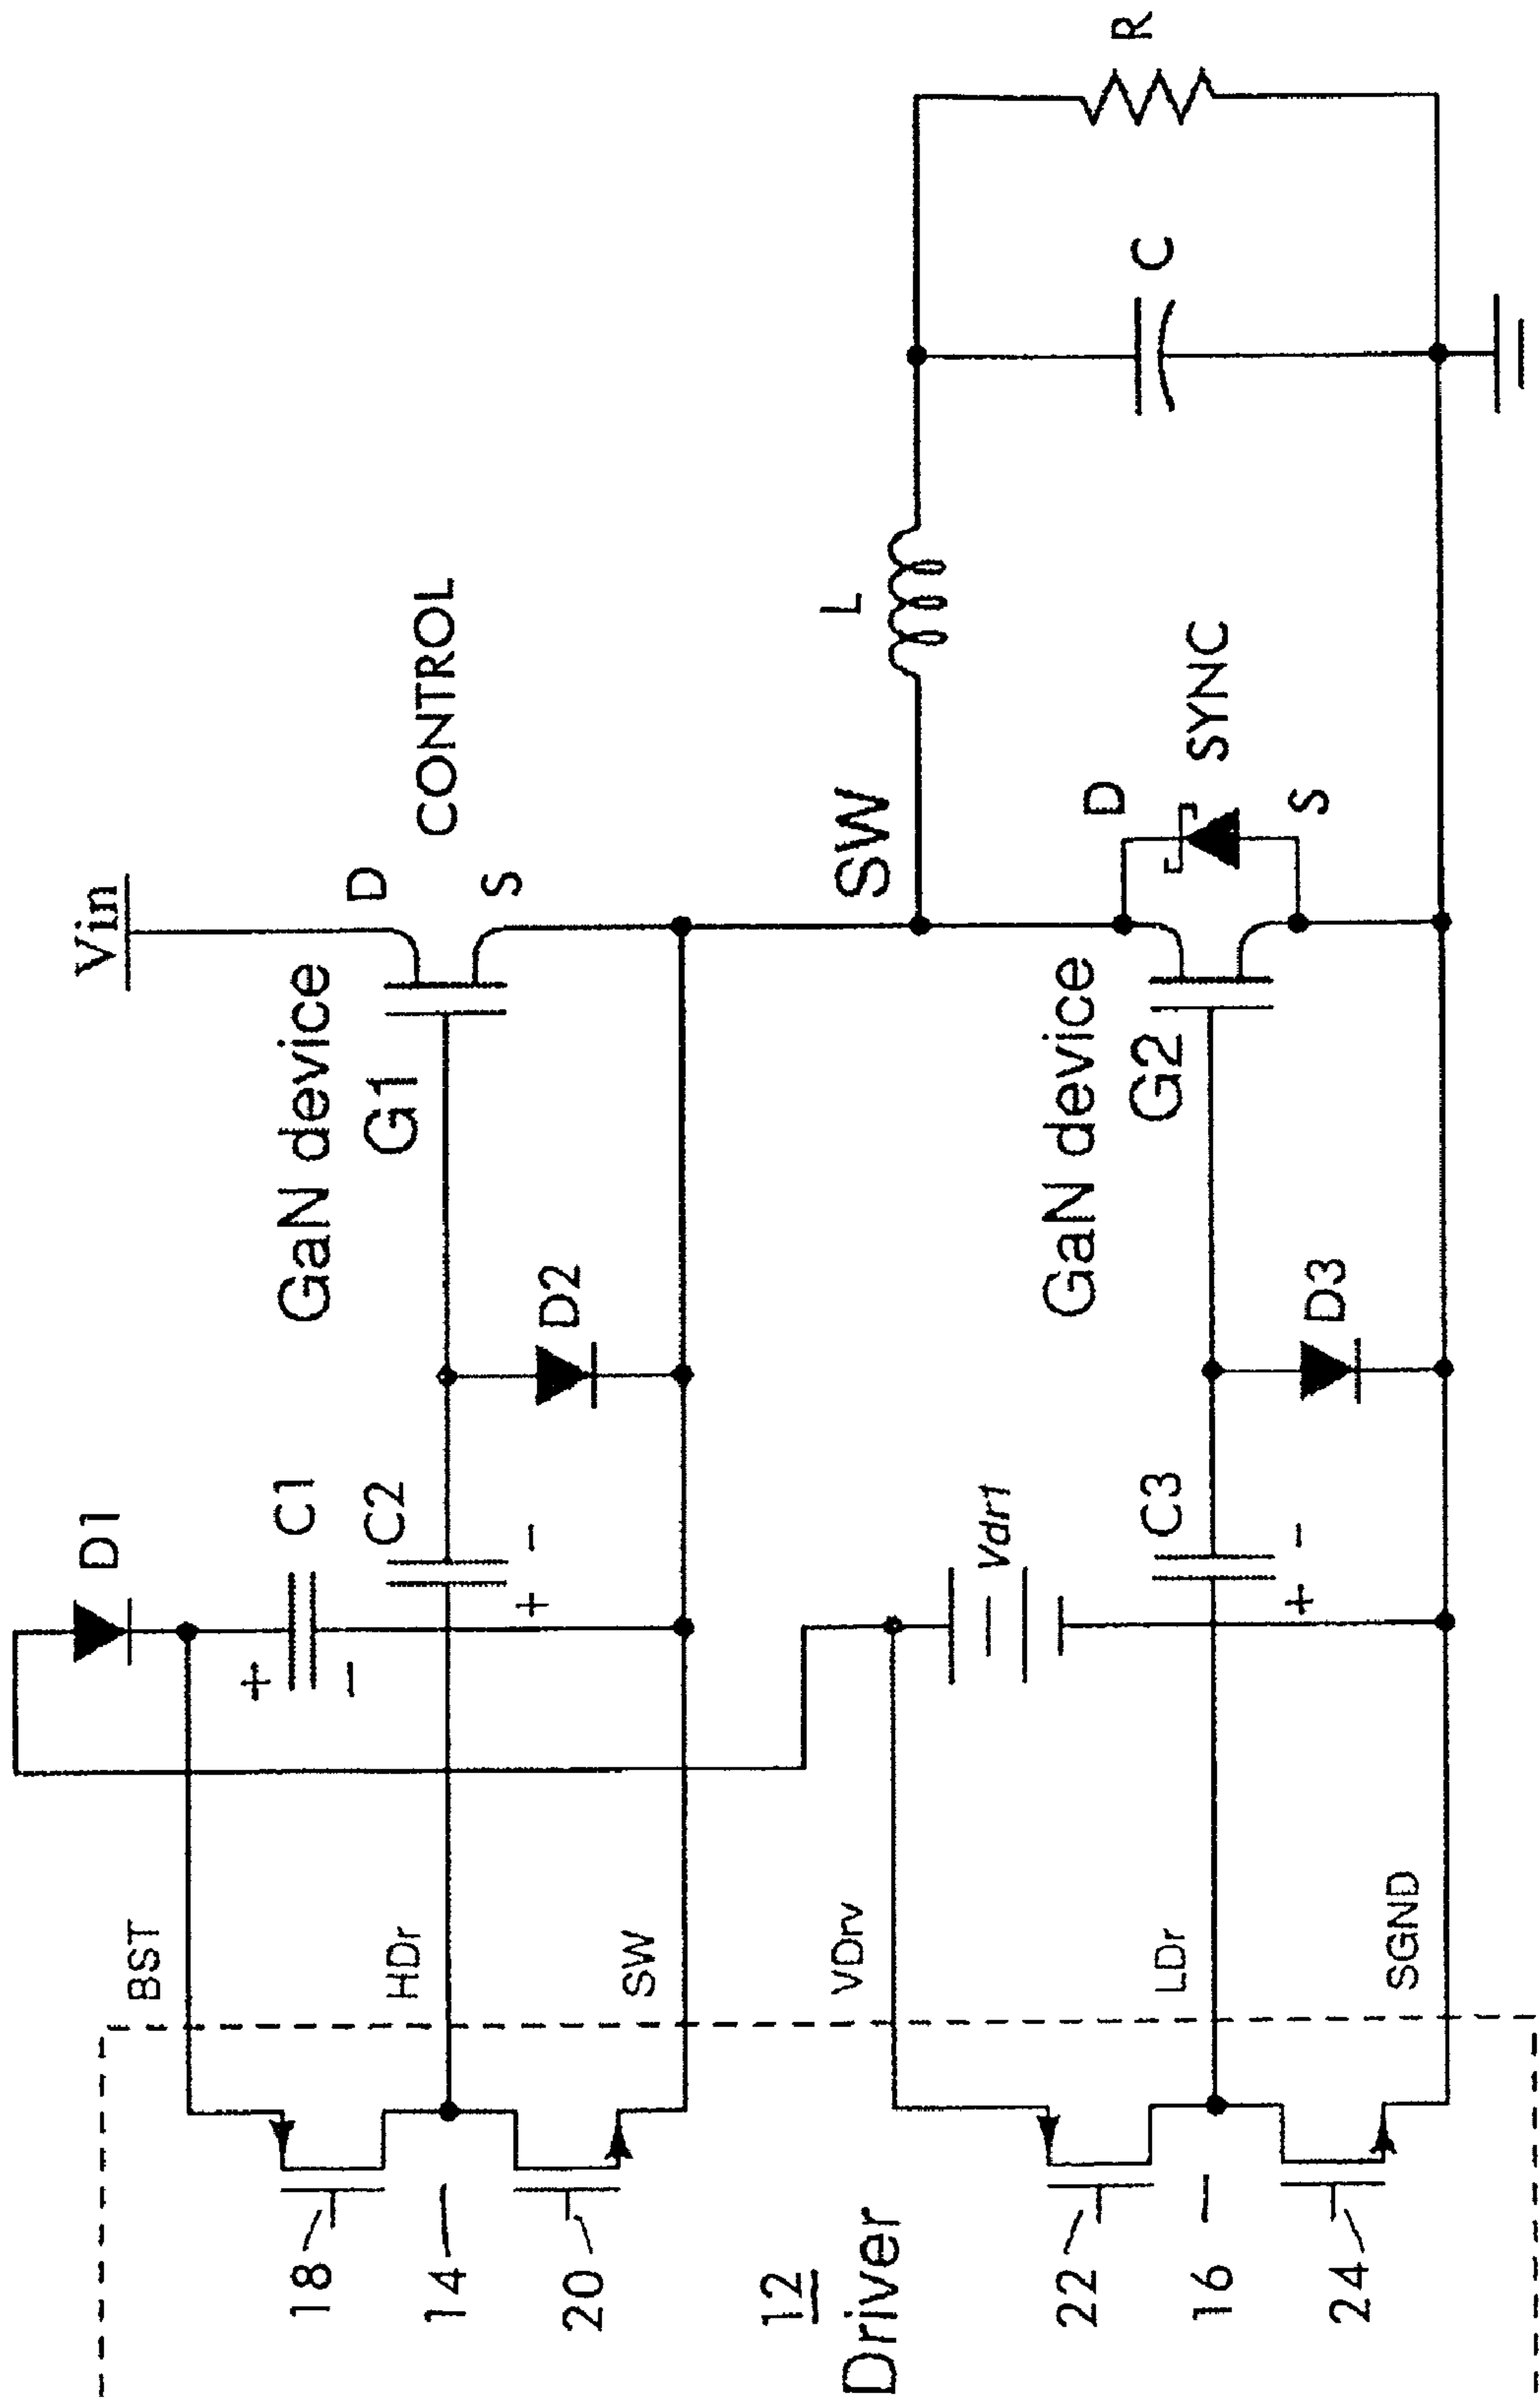 Vin
D
CONTROL
S
GaN device
G1
D1
C1
+
-
C2
+ -
D2
BST
HDr
SW
18
14
20
12
Driver
SW
L
C
R
D
SYNC
S
GaN device
G2
Vdr1
C3
+ -
D3
VDrv
LDr
SGND
22
16
24